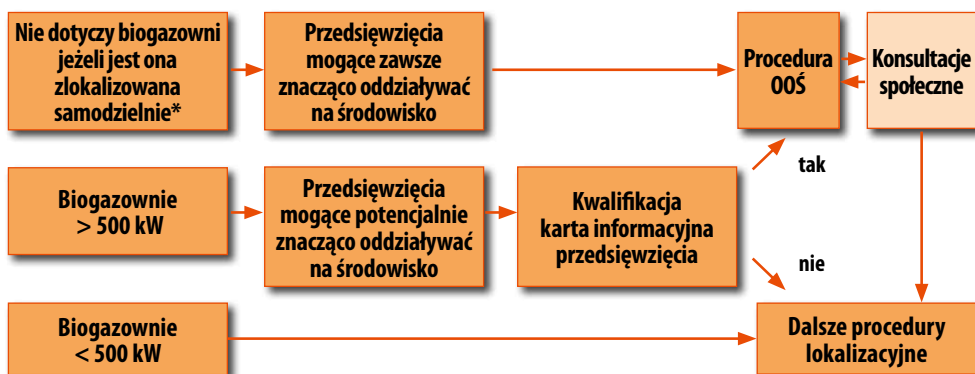 Nie dotyczy biogazowni
jeżeli jest ona
zlokalizowana
samodzielnie*
Przedsięwzięcia
mogące zawsze
znacząco oddziaływać
na środowisko
Procedura
OOŚ
Konsultacje
społeczne
tak
Biogazownie
> 500 kW
Przedsięwzięcia
mogące potencjalnie
znacząco oddziaływać
na środowisko
Kwalifikacja
karta informacyjna
przedsięwzięcia
nie
Biogazownie
< 500 kW
Dalsze procedury
lokalizacyjne